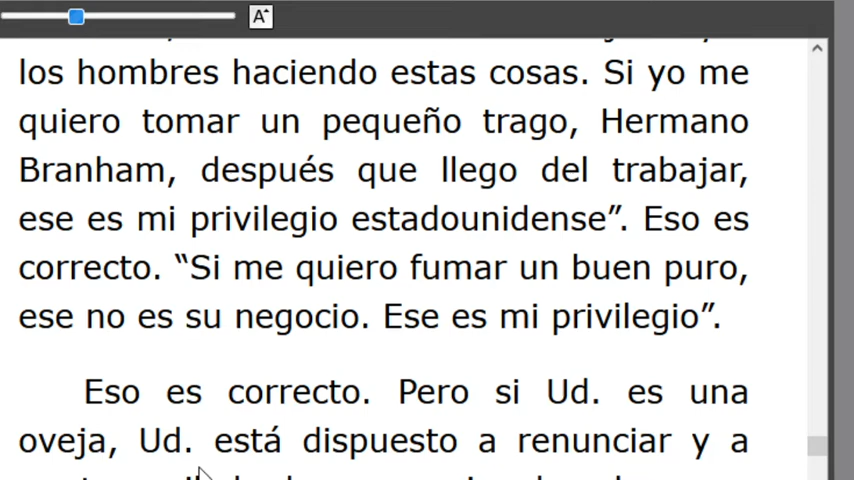 A
los hombres haciendo estas cosas. Si yo me
quiero tomar un pequeño trago, Hermano
Branham, después que llego del trabajar,
ese es mi privilegio estadounidense”. Eso es
correcto. “Si me quiero fumar un buen puro,
ese no es su negocio. Ese es mi privilegio”.
Eso es correcto. Pero si Ud. es una
oveja, Ud. está dispuesto a renunciar y a